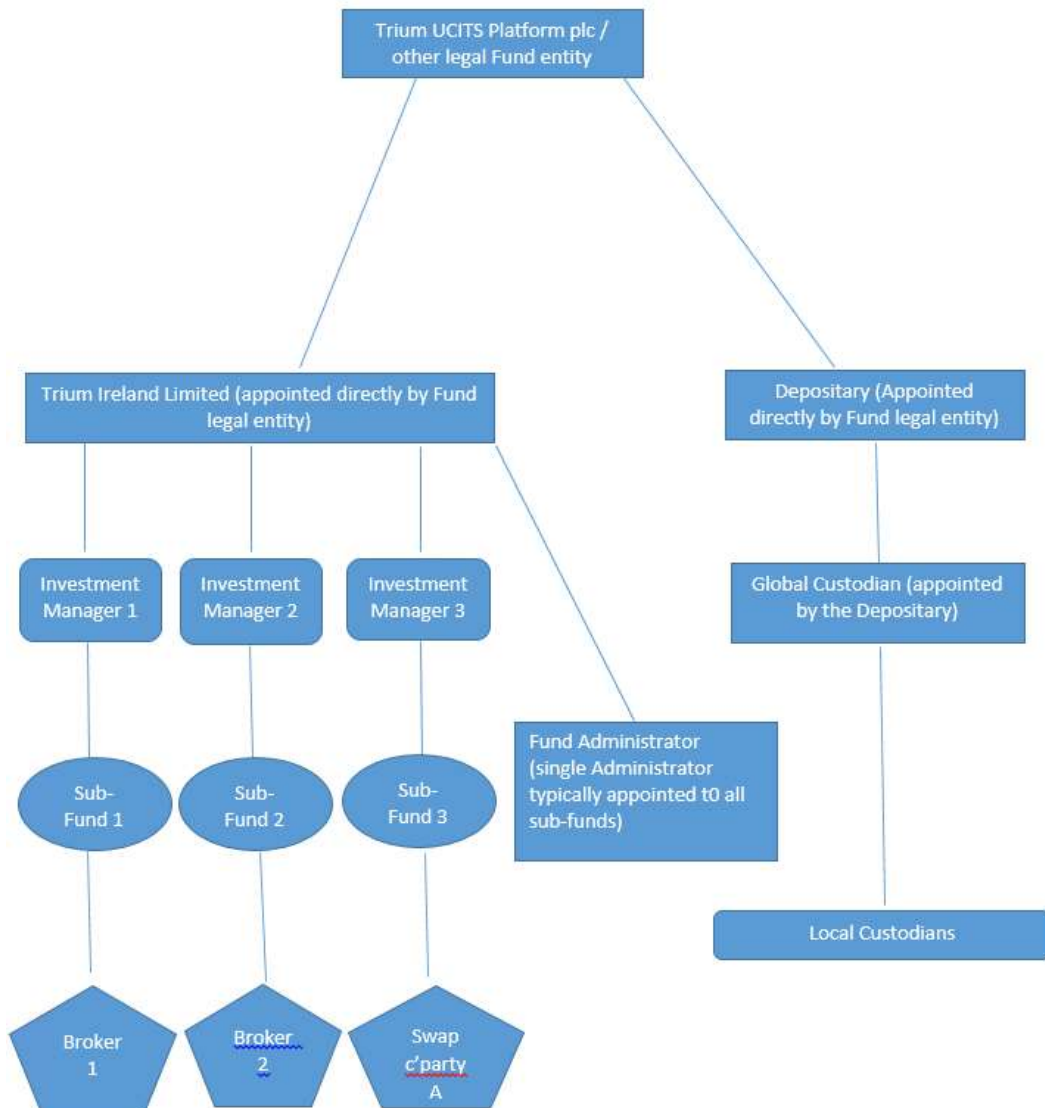 Trium UCITS Platform plc /
other legal Fund entity
Trium Ireland Limited (appointed directly by Fund
legal entity)
Depositary (Appointed
directly by Fund legal entity)
Investment
Manager 1
Investment
Manager 2
Investment
Manager 3
Global Custodian (appointed
by the Depositary)
Fund Administrator
(single Administrator
typically appointed t0 all
sub-funds)
Sub-
Fund 1
Sub-
Fund 2
Sub-
Fund 3
Local Custodians
Broker
1
Broker
2
Swap
c'party
A